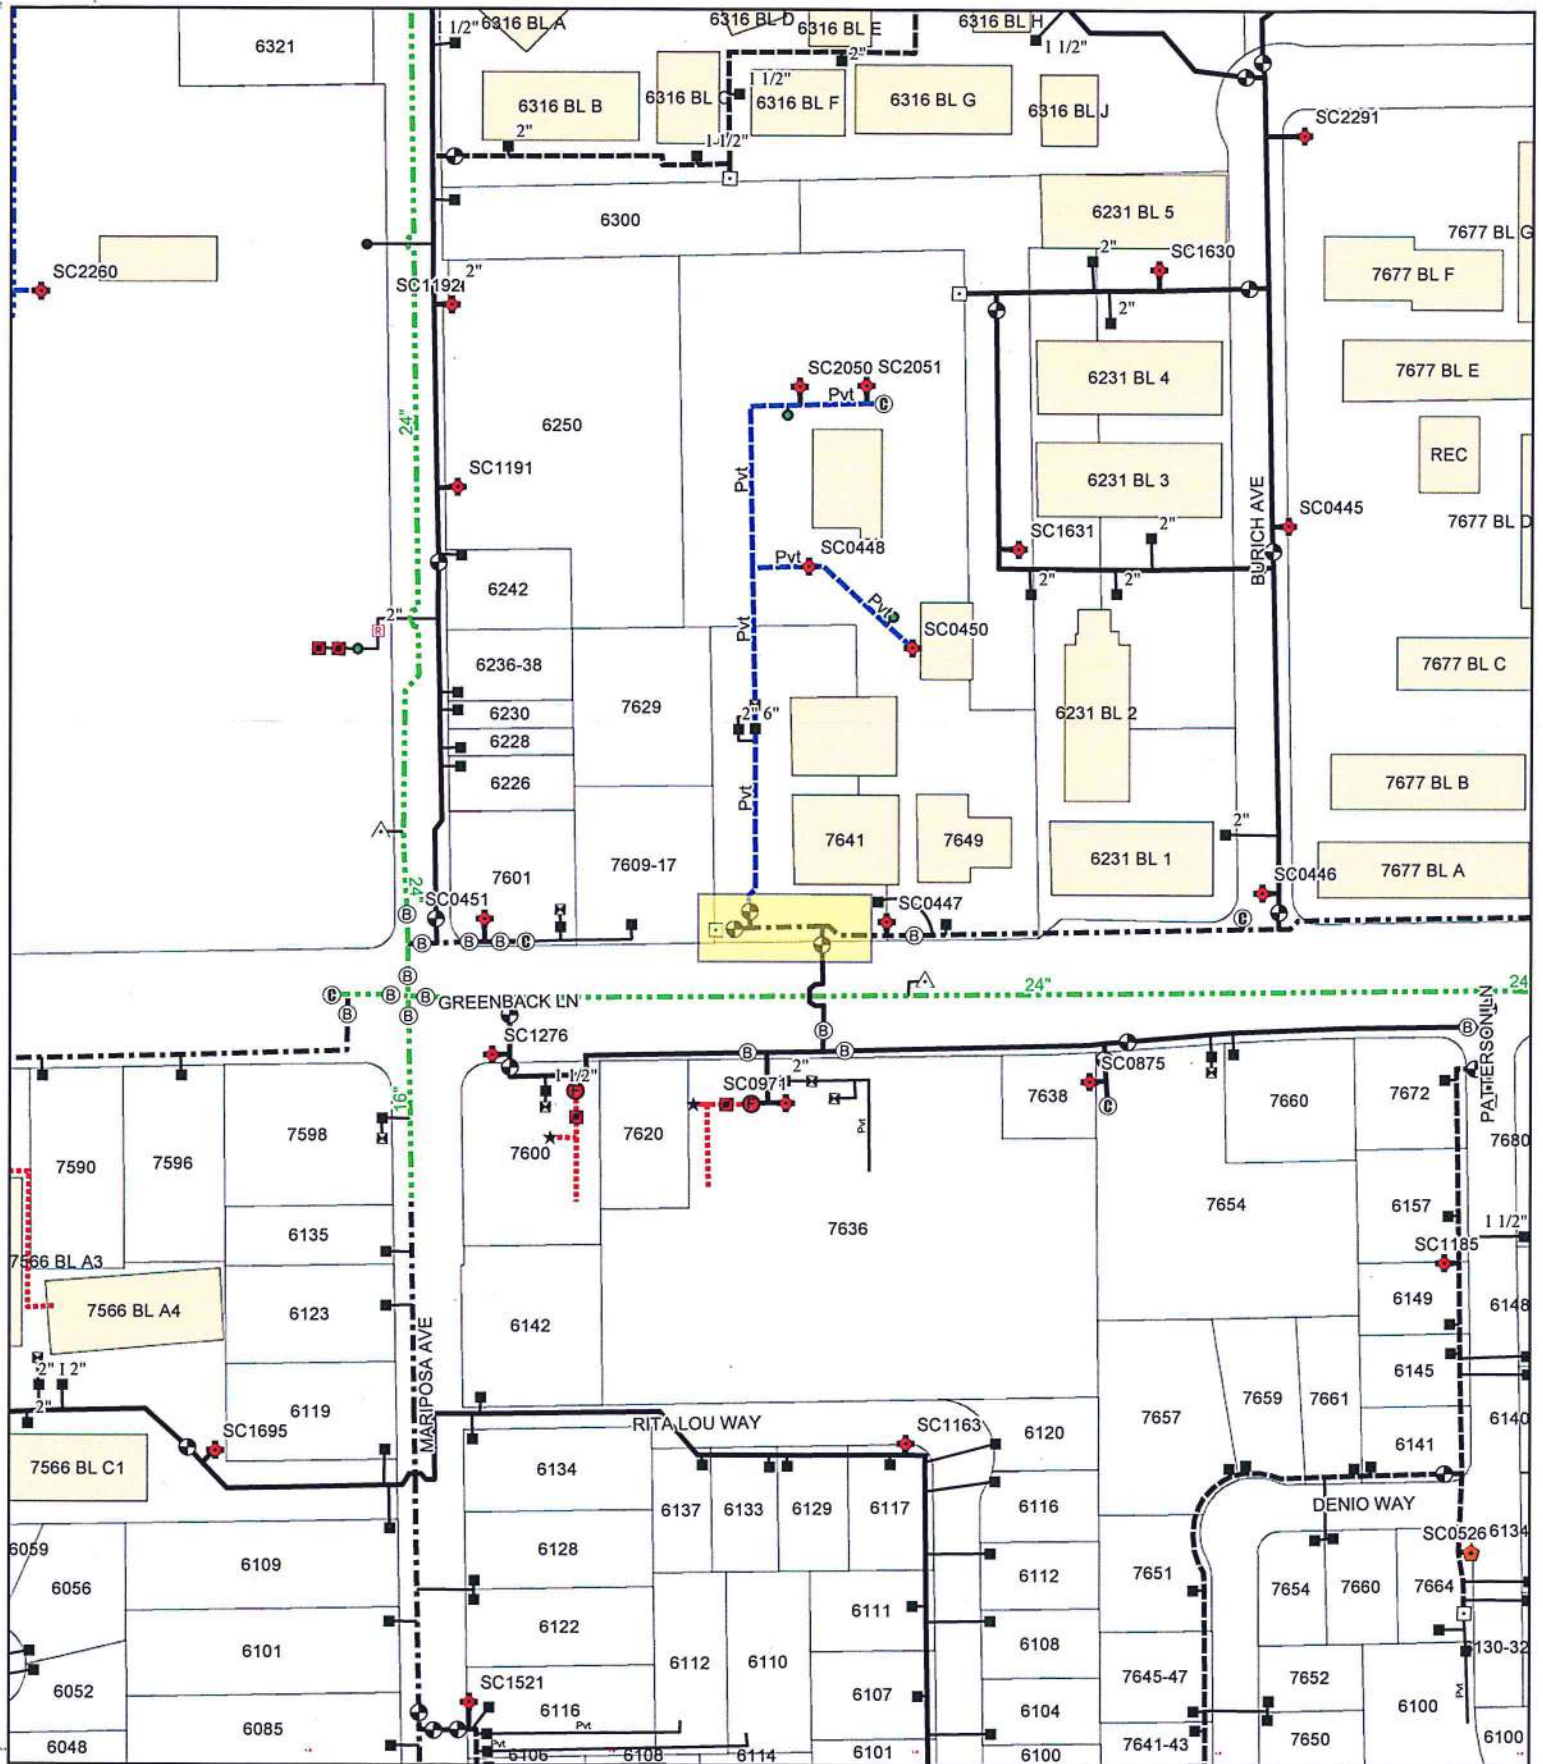 1 1/2"
6316 BL A
6316 BL D
6316 BL E
6316 BL H
6321
2"
1 1/2"
1 1/2"
6316 BL B
6316 BL
6316 BL F
6316 BL G
6316 BL J
SC2291
2"
1-1/2"
6300
6231 BL 5
7677 BL G
2"
SC1630
SC2260
2"
SC1192
7677 BL F
2"
SC2050
SC2051
Pvt
6231 BL 4
7677 BL E
24"
6250
REC
SC1191
Pvt
6231 BL 3
BURICH AVE
SC0445
7677 BL D
2"
SC1631
SC0448
Pvt
6242
2"
2"
Pvt
2"
R
Pvt
SC0450
6236-38
7677 BL C
7629
6230
2"
6"
6231 BL 2
6228
6226
Pvt
7677 BL B
7641
7649
2"
6231 BL 1
7609-17
7601
7677 BL A
24"
SC0451
SC0446
SC0447
C
B
B
B
B
C
B
B
C
B
B
GREENBACK LN
24"
24
B
B
B
SC1276
B
B
B
PATTERSON LN
1 1/2"
2"
SC0971
SC0875
F
F
C
16"
7638
7660
7672
Pvt
7598
7600
7620
7680
7590
7596
7654
6157
7636
6135
1 1/2"
SC1185
7566 BL A3
7566 BL A4
6123
6142
6149
6148
MARIPOSA AVE
2"
2"
6145
6119
7659
7661
6140
2"
RITA LOU WAY
SC1163
6120
7657
SC1695
6141
7566 BL C1
6134
6137
6133
6129
6117
6116
DENIO WAY
6059
6109
6128
SC0526
6134
6056
6112
7651
7654
7660
7664
6111
6122
6101
6108
6130-32
6112
6110
7645-47
7652
6052
SC1521
6107
6100
Pvt
6116
6104
6085
Pvt
6100
6048
Pvt
6106
6108
6114
6101
6100
7641-43
7650